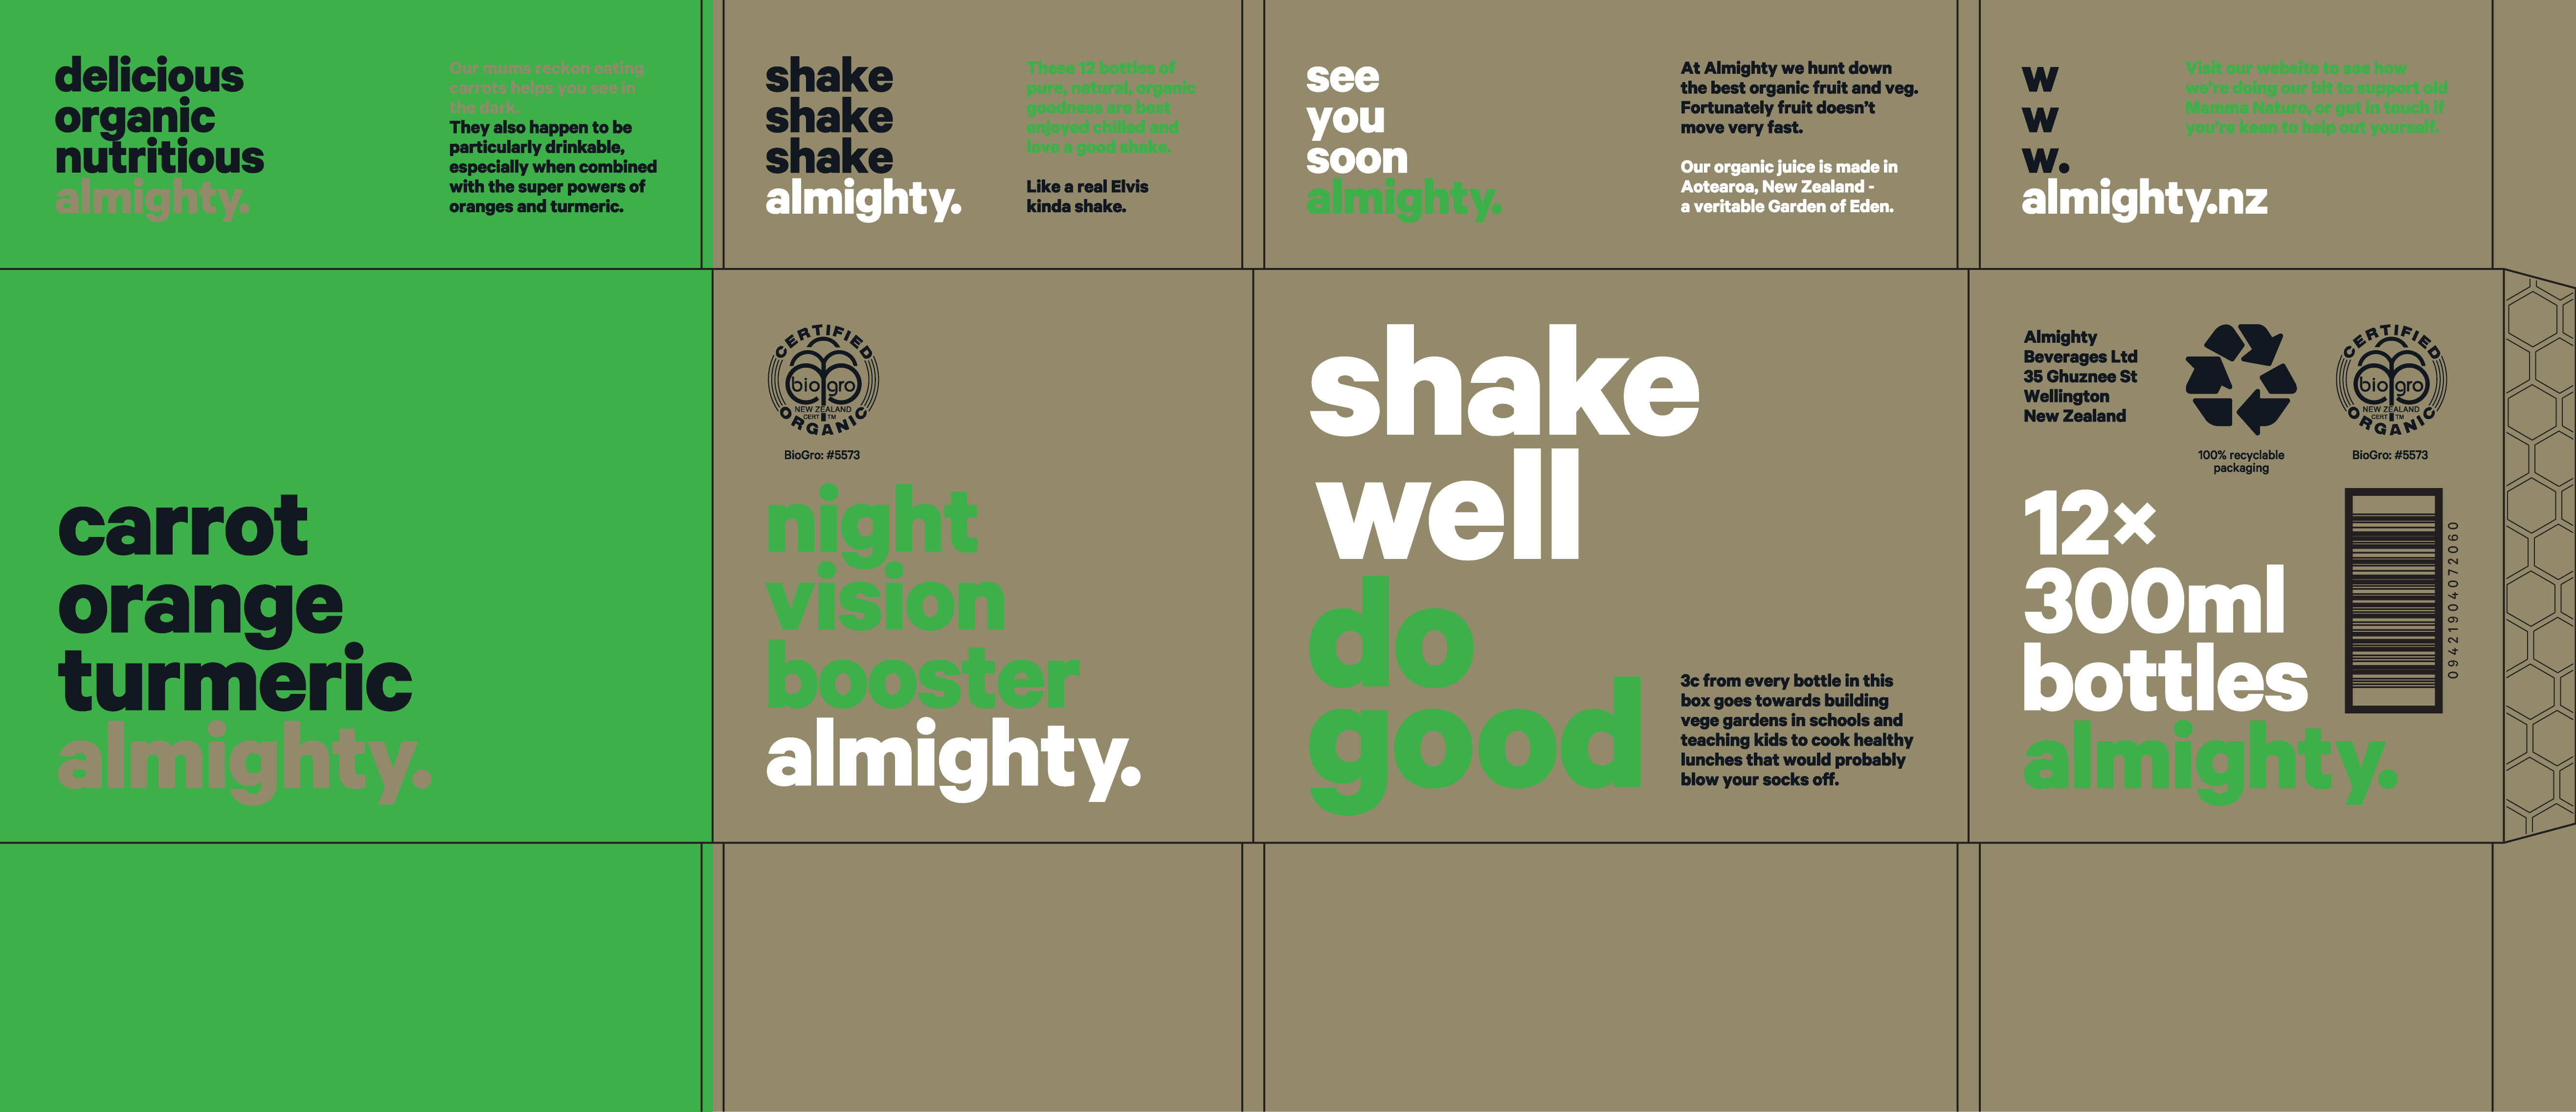 delicious
organic
nutritious
almighty.
Our mums reckon eating
carrots helps you see in
the dark.
They also happen to be
particularly drinkable,
especially when combined
with the super powers of
oranges and turmeric.
shake
shake
shake
almighty.
These 12 bottles of
pure, natural, organic
goodness are best
enjoyed chilled and
love a good shake.
Like a real Elvis
kinda shake.
see
you
soon
almighty.
At Almighty we hunt down
the best organic fruit and veg.
Fortunately fruit doesn't
move very fast.
Our organic juice is made in
Aotearoa, New Zealand -
a veritable Garden of Eden.
w
w
w.
almighty.nz
Visit our website to see how
we're doing our bit to support old
Mamma Nature, or get in touch if
you're kean to help out yourself.
carrot
orange
turmeric
almighty.
CERTIFIED
bio gro
NEW ZEALAND
CERT TM
ORGANIC
BioGro: #5573
night
vision
booster
almighty.
shake
well
do
good
3c from every bottle in this
box goes towards building
vege gardens in schools and
teaching kids to cook healthy
lunches that would probably
blow your socks off.
Almighty
Beverages Ltd
35 Ghuznee St
Wellington
New Zealand
100% recyclable
packaging
CERTIFIED
bio gro
NEW ZEALAND
CERT TM
ORGANIC
BioGro: #5573
12×
300ml
bottles
almighty.
09421904072060